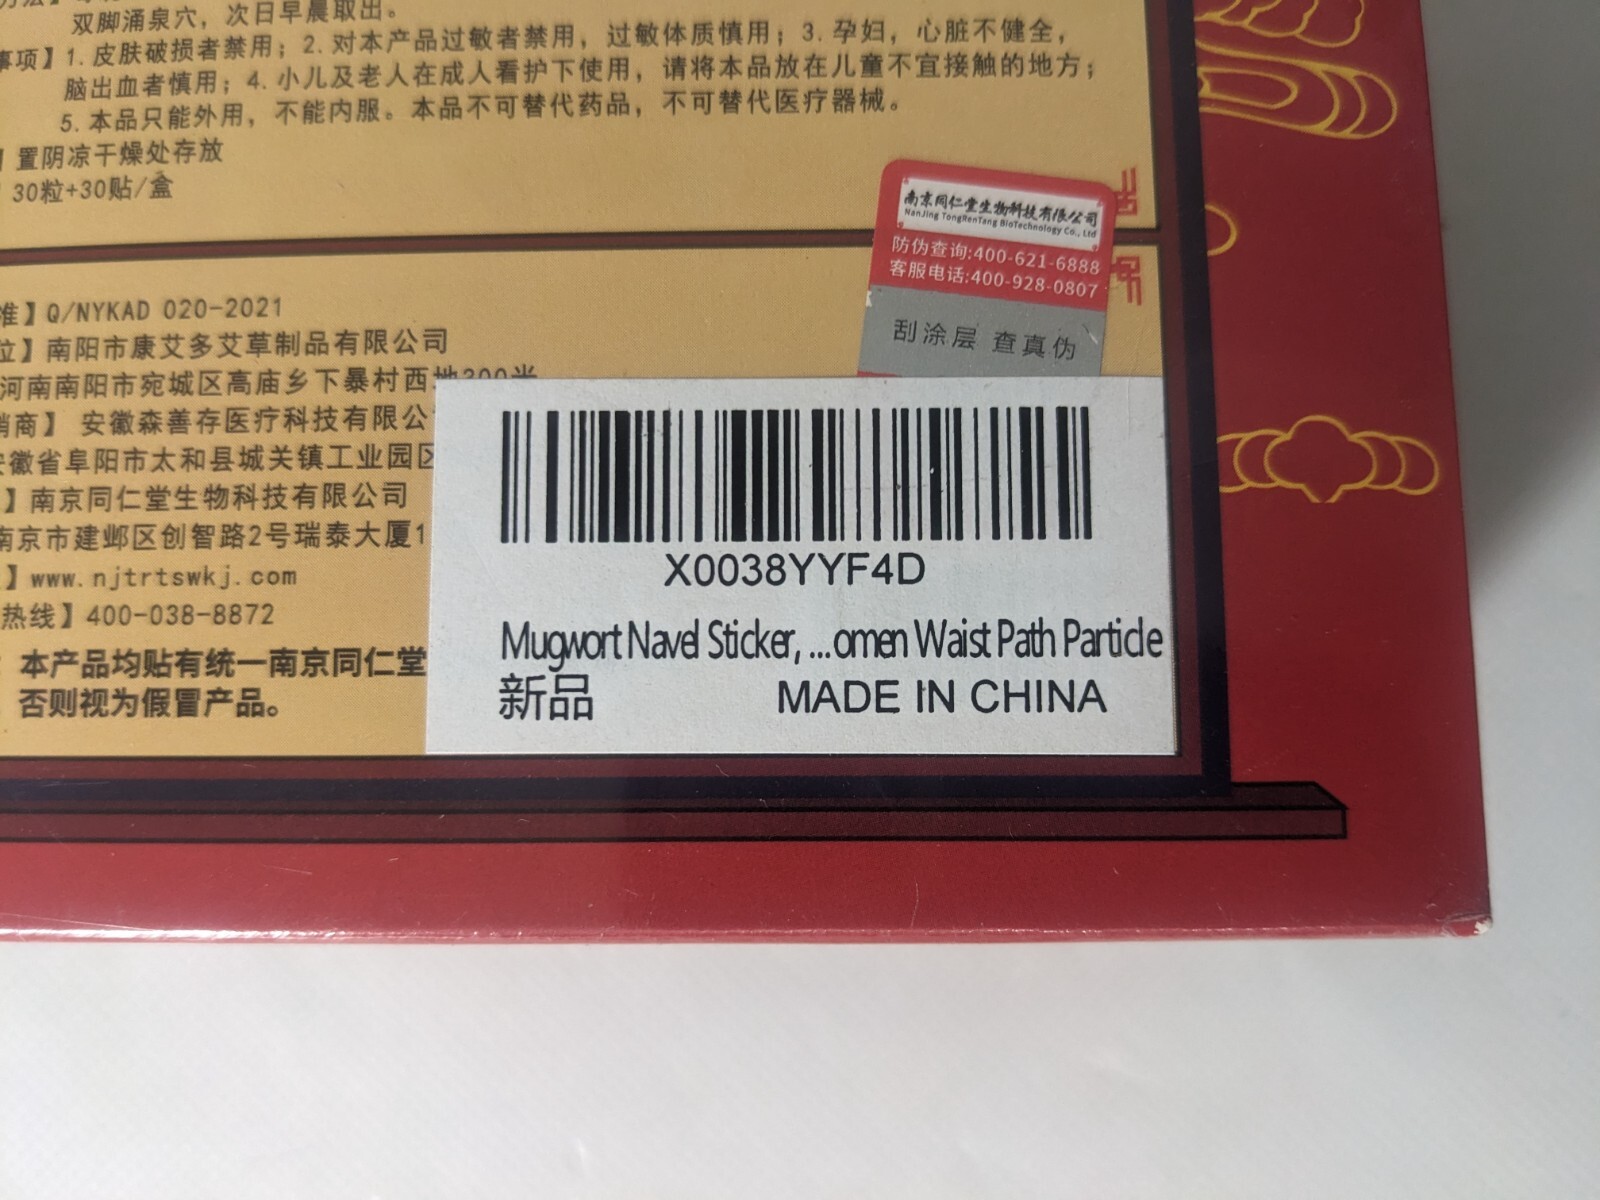 双脚涌泉穴，次日早晨取出。
事项】1.皮肤破损者禁用；2.对本产品过敏者禁用，过敏体质慎用；3.孕妇，心脏不健全，
脑出血者慎用；4.小儿及老人在成人看护下使用，请将本品放在儿童不宜接触的地方；
5.本品只能外用，不能内服。本品不可替代药品，不可替代医疗器械。
】置阴凉干燥处存放
30粒+30贴/盒
南京同仁堂生物科技有限公司
NanJing TongRenTang BioTechnology Co., Ltd
防伪查询:400-621-6888
客服电话:400-928-0807
刮涂层 查真伪
准】Q/NYKAD 020-2021
位】南阳市康艾多艾草制品有限公司
河南南阳市宛城区高庙乡下暴村西地300米
销商】 安徽森善存医疗科技有限公
安徽省阜阳市太和县城关镇工业园区
】南京同仁堂生物科技有限公司
南京市建邺区创智路2号瑞泰大厦1
】www.njtrtswkj.com
热线】400-038-8872
本产品均贴有统一南京同仁堂
否则视为假冒产品。
X0038YYF4D
Mugwort Navel Sticker, ...omen Waist Path Particle
新品 MADE IN CHINA